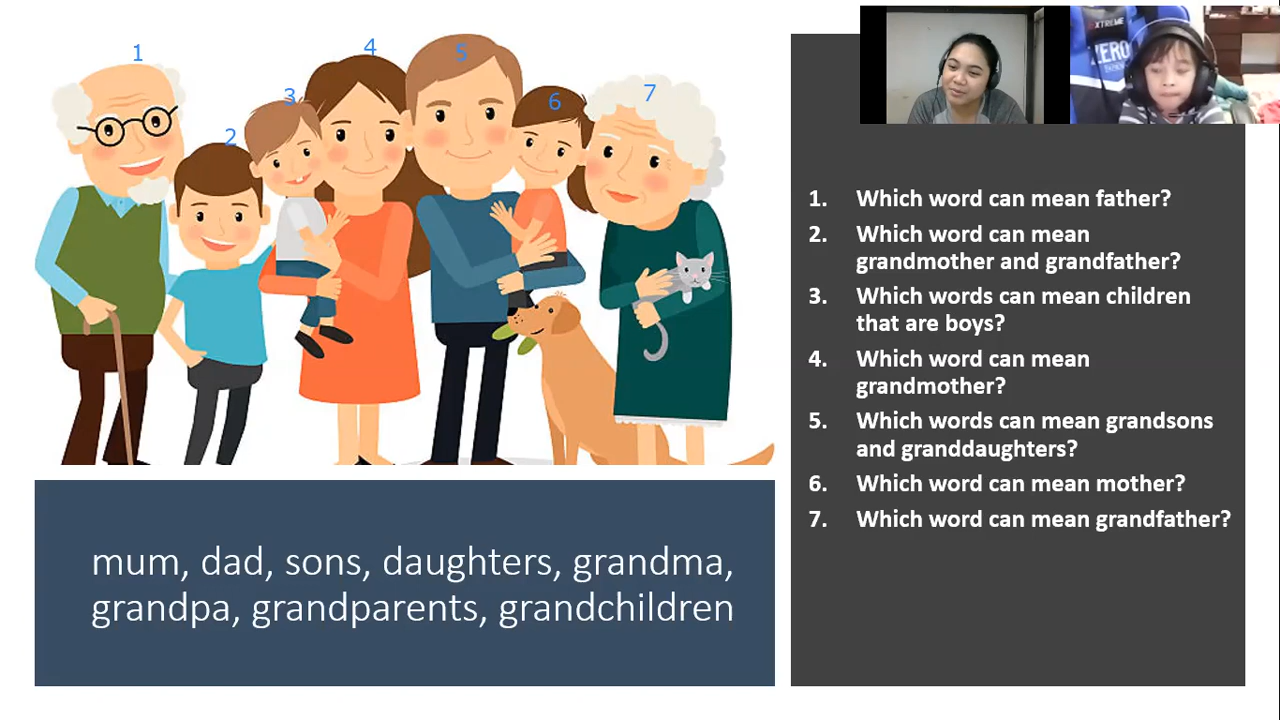 1
2
3
4
5
6
7
EXTREME
ZERO
1. Which word can mean father?
2. Which word can mean
grandmother and grandfather?
3. Which words can mean children
that are boys?
4. Which word can mean
grandmother?
5. Which words can mean grandsons
and granddaughters?
6. Which word can mean mother?
7. Which word can mean grandfather?
mum, dad, sons, daughters, grandma,
grandpa, grandparents, grandchildren